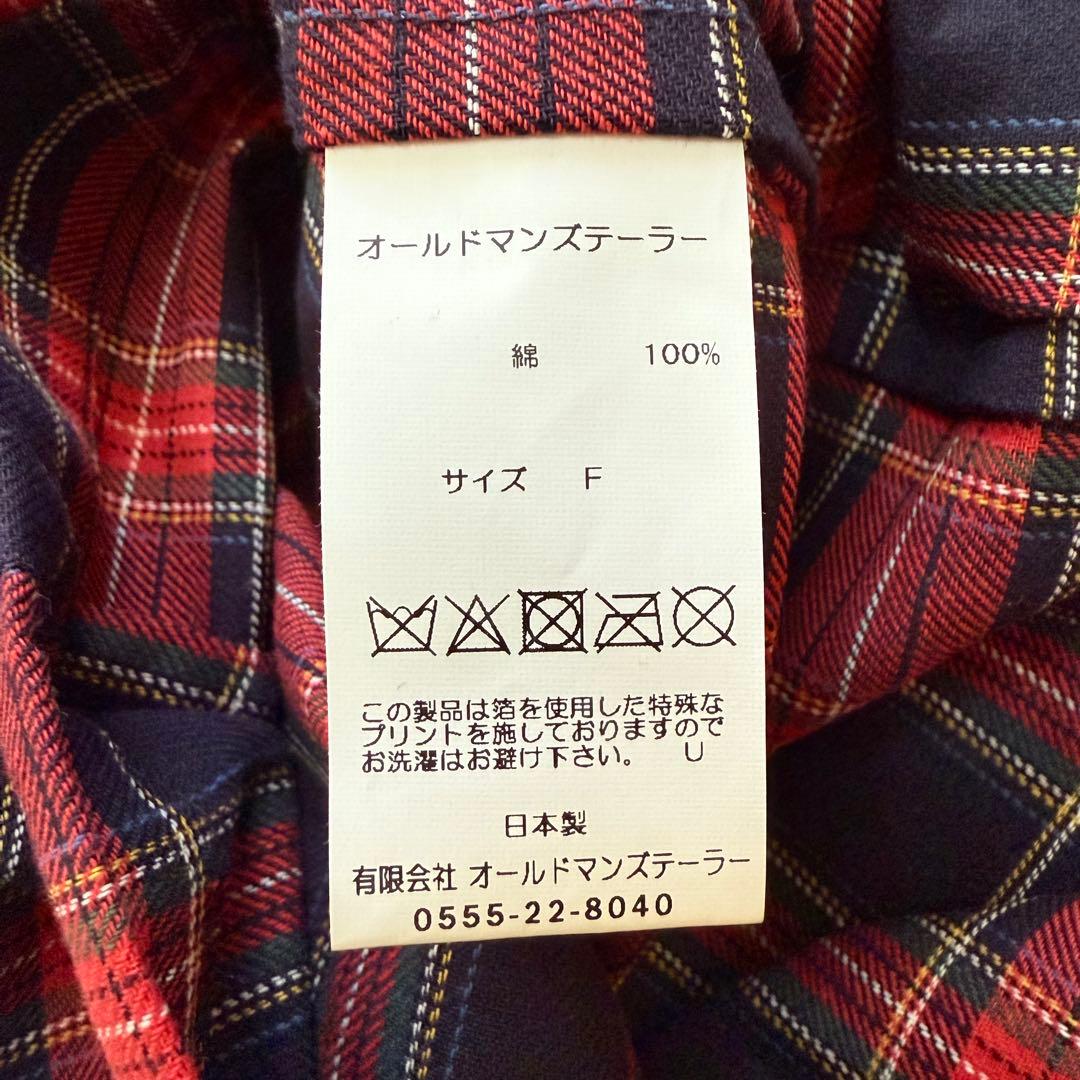 オールドマンズテーラー
綿 100%
サイズ F
この製品は箔を使用した特殊な
プリントを施しておりますので
お洗濯はお避け下さい。 U
日本製
有限会社 オールドマンズテーラー
0555-22-8040